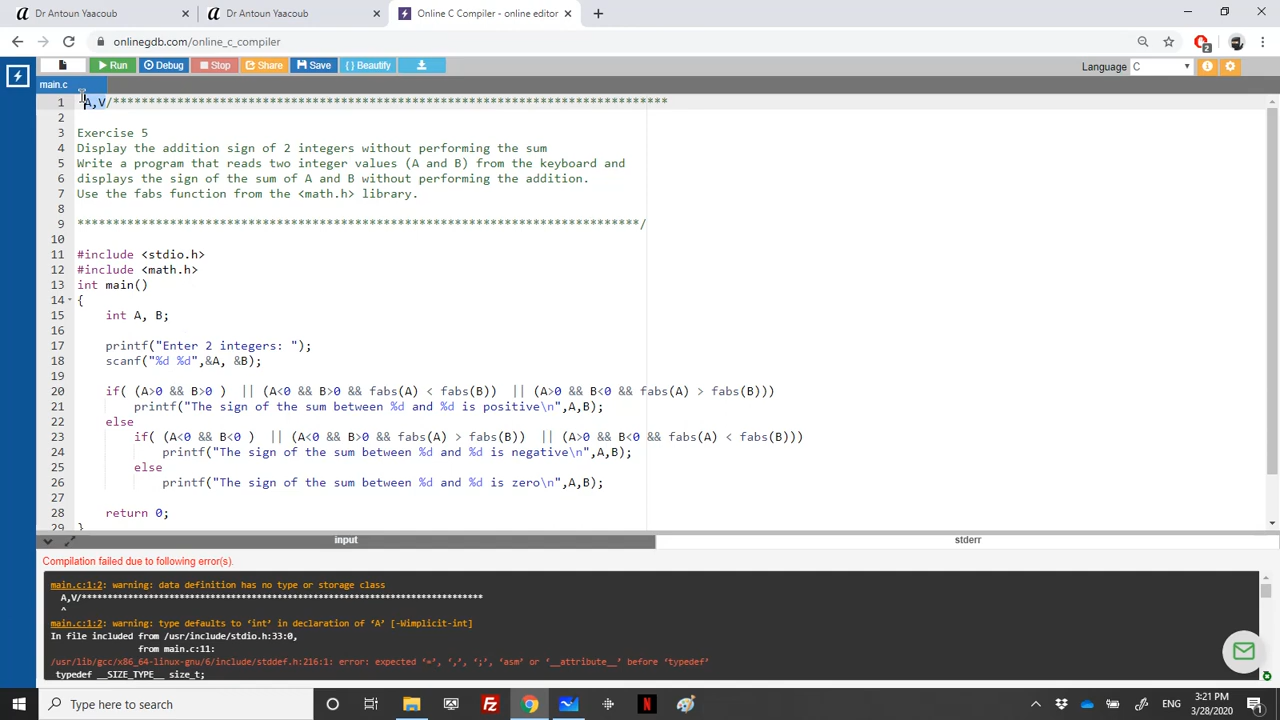 Dr Antoun Yaacoub
Dr Antoun Yaacoub
Online C Compiler - online editor
onlinegdb.com/online_c_compiler
2
Run
Debug
Stop
Share
Save
{ } Beautify
Language
C
main.c
1 A,V/******************************************************************************
2
3 Exercise 5
4 Display the addition sign of 2 integers without performing the sum
5 Write a program that reads two integer values (A and B) from the keyboard and
6 displays the sign of the sum of A and B without performing the addition.
7 Use the fabs function from the <math.h> library.
8
9 *******************************************************************************/
10
11 #include <stdio.h>
12 #include <math.h>
13 int main()
14 {
15 int A, B;
16
17 printf("Enter 2 integers: ");
18 scanf("%d %d",&A, &B);
19
20 if( (A>0 && B>0 ) || (A<0 && B>0 && fabs(A) < fabs(B)) || (A>0 && B<0 && fabs(A) > fabs(B)))
21 printf("The sign of the sum between %d and %d is positive\n",A,B);
22 else
23 if( (A<0 && B<0 ) || (A<0 && B>0 && fabs(A) > fabs(B)) || (A>0 && B<0 && fabs(A) < fabs(B)))
24 printf("The sign of the sum between %d and %d is negative\n",A,B);
25 else
26 printf("The sign of the sum between %d and %d is zero\n",A,B);
27
28 return 0;
29 }
input
stderr
Compilation failed due to following error(s).
main.c:1:2: warning: data definition has no type or storage class
A,V/******************************************************************************
^
main.c:1:2: warning: type defaults to ‘int’ in declaration of ‘A’ [-Wimplicit-int]
In file included from /usr/include/stdio.h:33:0,
from main.c:11:
/usr/lib/gcc/x86_64-linux-gnu/6/include/stddef.h:216:1: error: expected ‘=’, ‘,’, ‘;’, ‘asm’ or ‘__attribute__’ before ‘typedef’
typedef __SIZE_TYPE__ size_t;
Type here to search
ENG
3:21 PM
3/28/2020